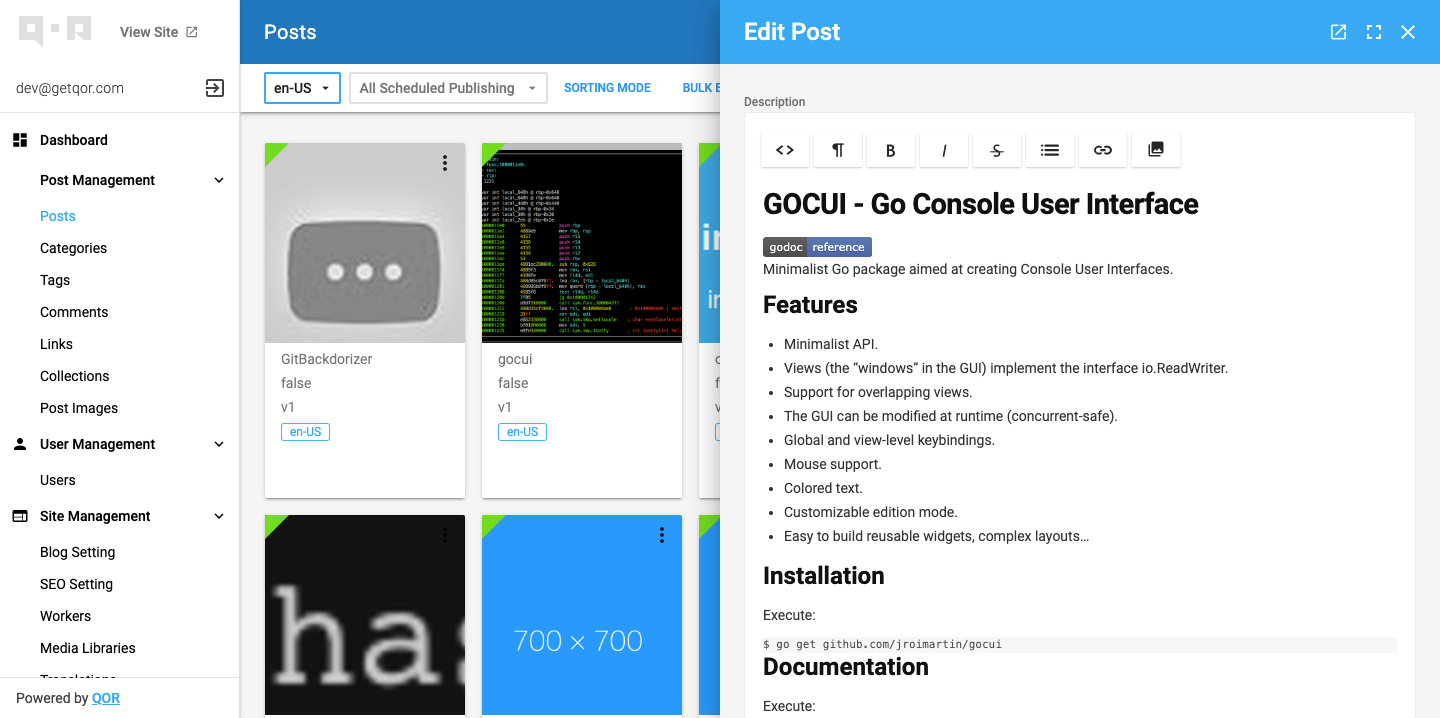 View Site
dev@getqor.com
Dashboard
Post Management
Posts
Categories
Tags
Comments
Links
Collections
Post Images
User Management
Users
Site Management
Blog Setting
SEO Setting
Workers
Media Libraries
Powered by QOR
Posts
en-US
All Scheduled Publishing
SORTING MODE
BULK E
GitBackdorizer
false
v1
en-US
gocui
false
v1
en-US
has
700 × 700
Edit Post
Description
B
I
S
GOCUI - Go Console User Interface
godoc reference
Minimalist Go package aimed at creating Console User Interfaces.
Features
• Minimalist API.
• Views (the “windows” in the GUI) implement the interface io.ReadWriter.
• Support for overlapping views.
• The GUI can be modified at runtime (concurrent-safe).
• Global and view-level keybindings.
• Mouse support.
• Colored text.
• Customizable edition mode.
• Easy to build reusable widgets, complex layouts…
Installation
Execute:
$ go get github.com/jroimartin/gocui
Documentation
Execute: